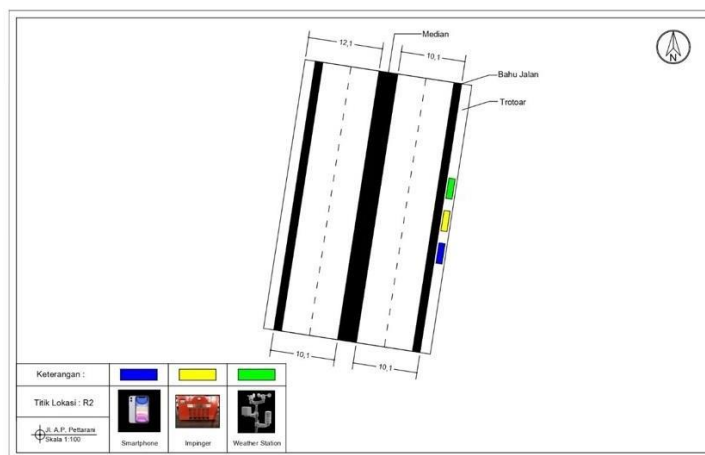 12,1
Median
10,1
Bahu Jalan
Trotoar
N
10,1
10,1
Keterangan :
Titik Lokasi : R2
Jl. A.P. Pettarani
Skala 1:100
Smartphone
Impinger
Weather Station